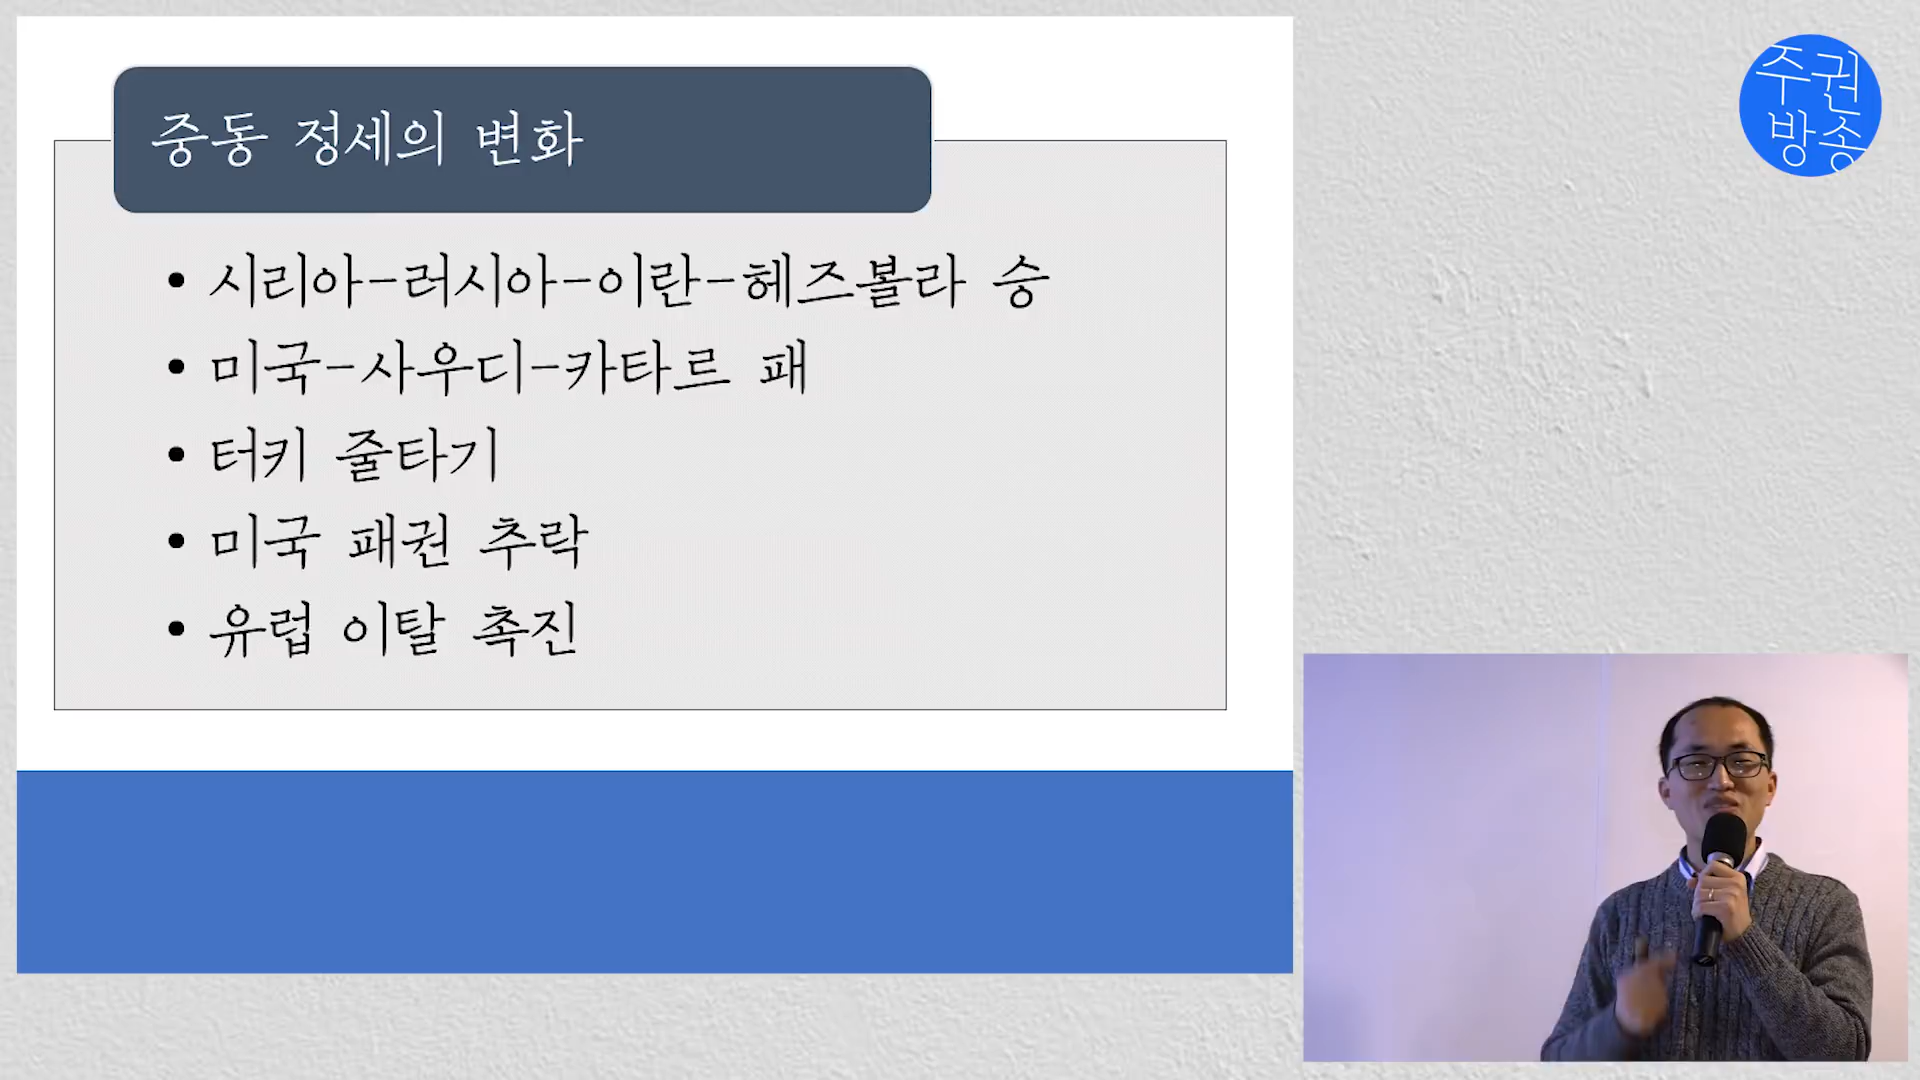 중동 정세의 변화
• 시리아-러시아-이란-헤즈볼라 승
• 미국-사우디-카타르 패
• 터키 줄타기
• 미국 패권 추락
• 유럽 이탈 촉진
주권
방송